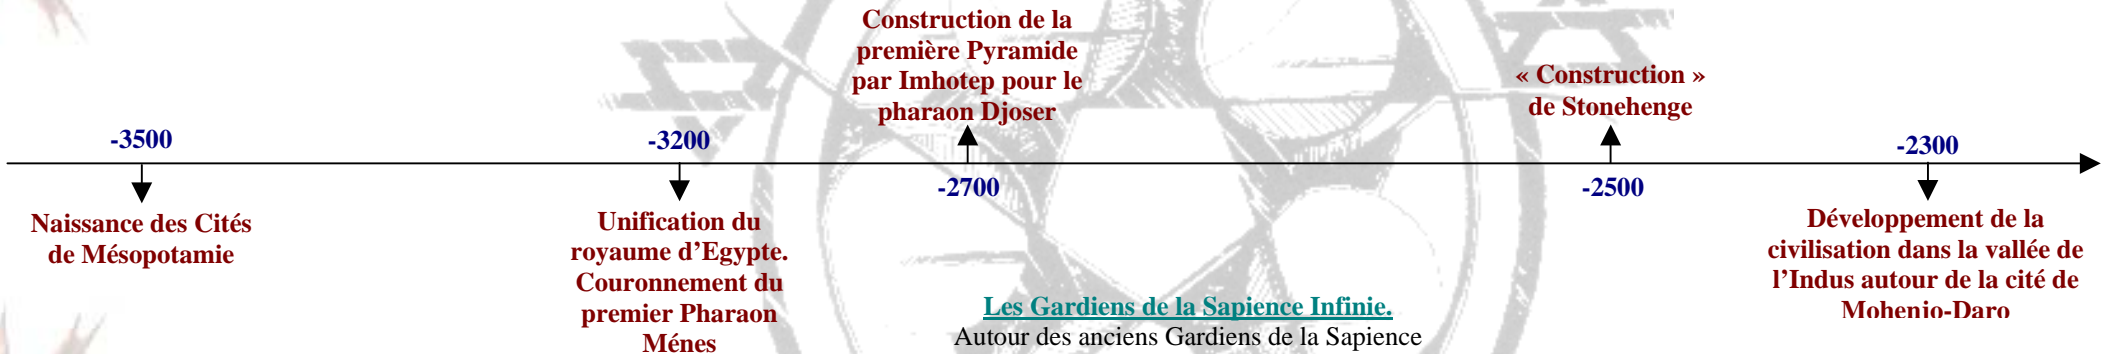 Construction de la
première Pyramide
par Imhotep pour le
pharaon Djoser
« Construction »
de Stonehenge
-3500
-3200
-2300
-2700
-2500
Naissance des Cités
de Mésopotamie
Unification du
royaume d’Egypte.
Couronnement du
premier Pharaon
Ménes
Développement de la
civilisation dans la vallée de
l’Indus autour de la cité de
Mohenjo-Daro
Les Gardiens de la Sapience Infinie.
Autour des anciens Gardiens de la Sapience